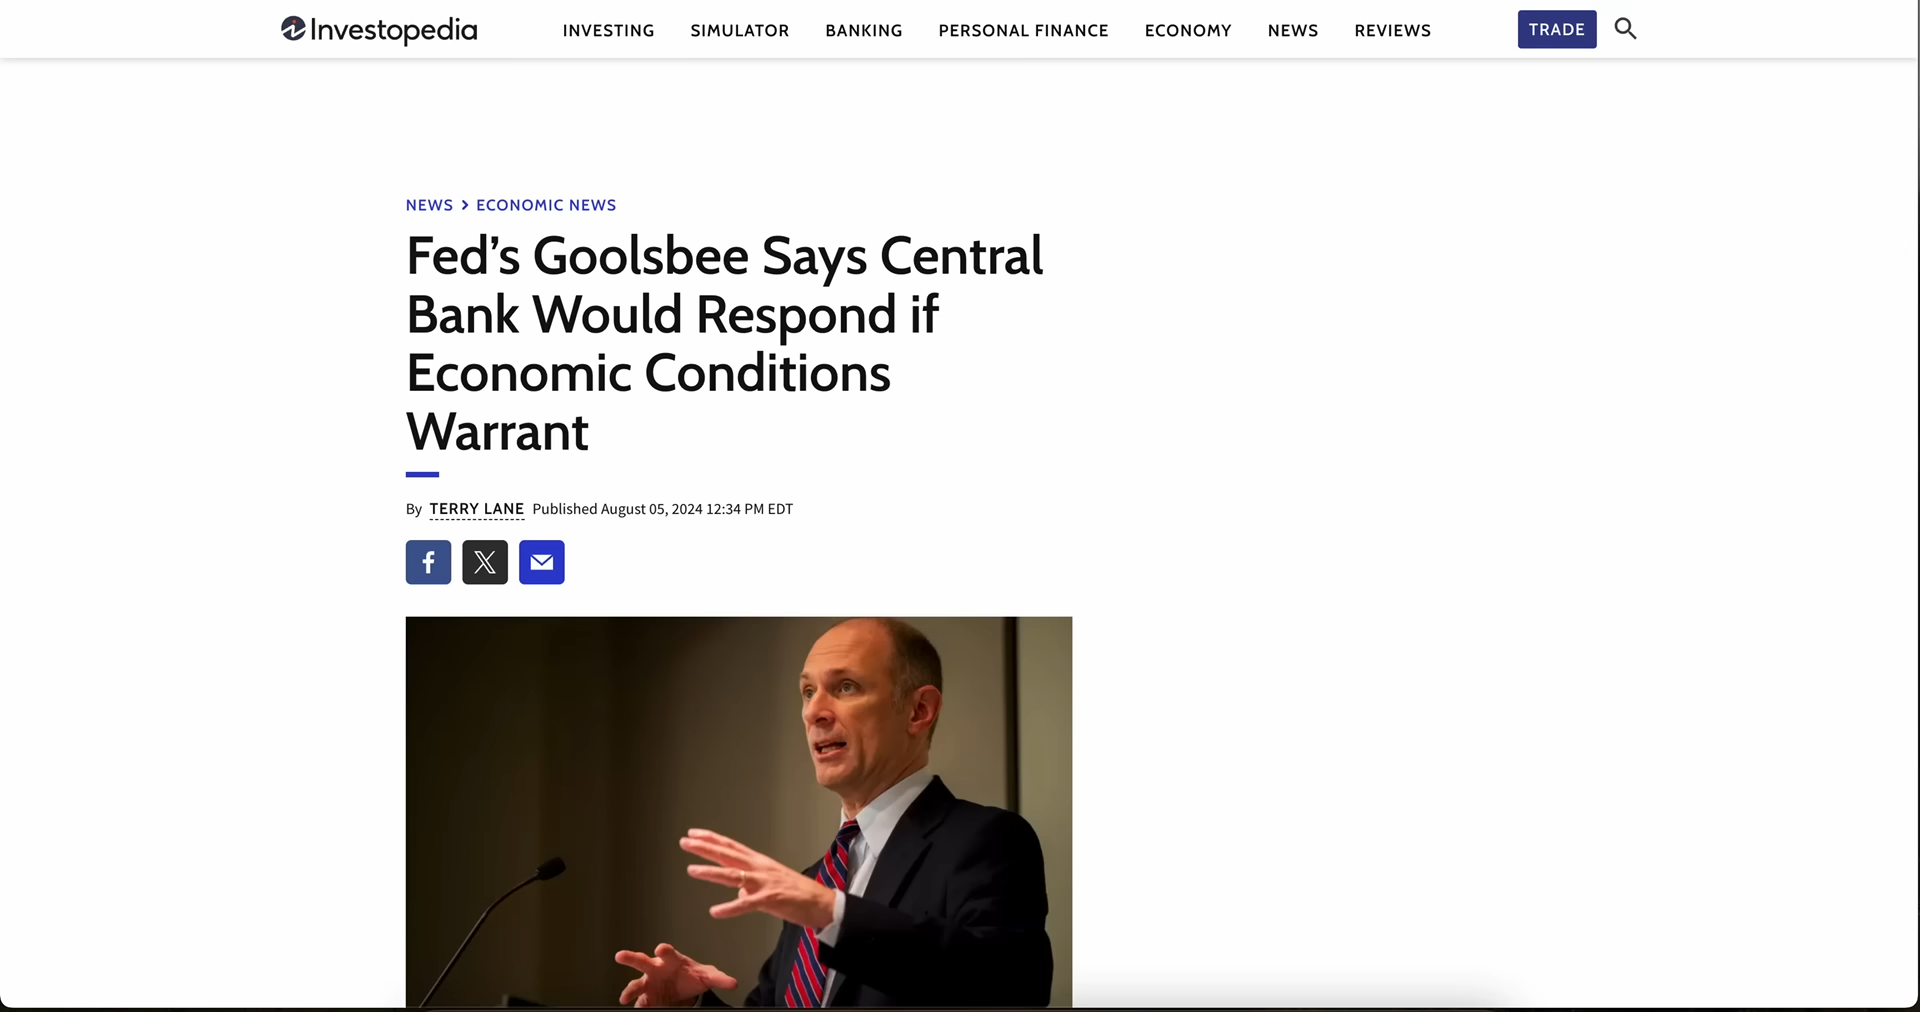 Investopedia
INVESTING SIMULATOR BANKING PERSONAL FINANCE ECONOMY NEWS REVIEWS TRADE
NEWS > ECONOMIC NEWS
Fed’s Goolsbee Says Central
Bank Would Respond if
Economic Conditions
Warrant
By TERRY LANE Published August 05, 2024 12:34 PM EDT